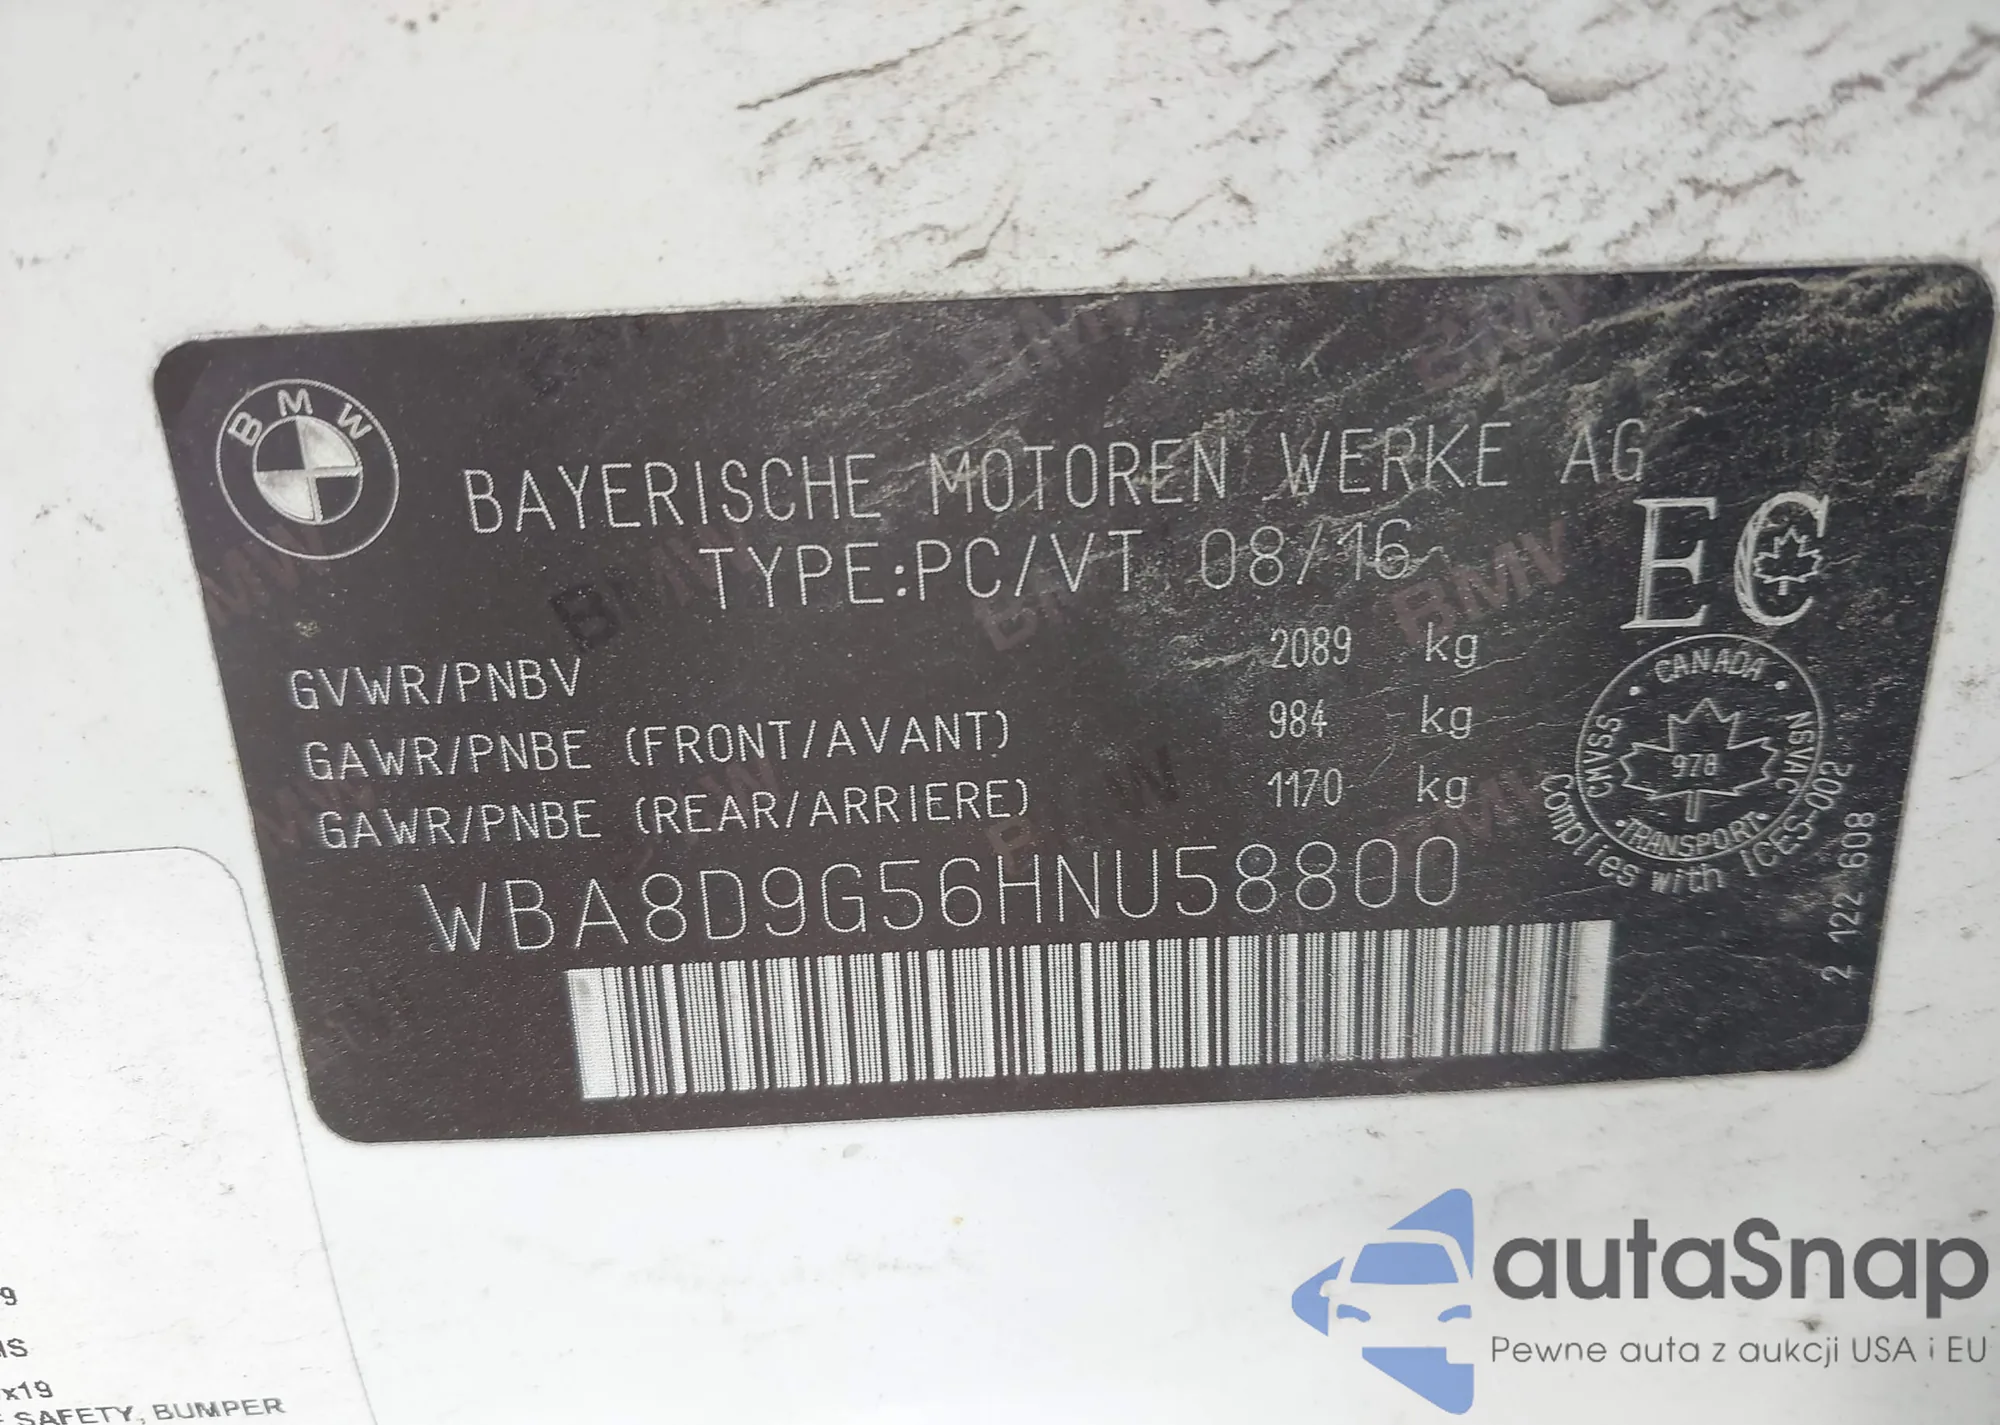 BMW
BAYERISCHE MOTOREN WERKE AG
TYPE:PC/VT 08/16
EC
GVWR/PNBV 2089 kg
GAWR/PNBE (FRONT/AVANT) 984 kg
GAWR/PNBE (REAR/ARRIERE) 1170 kg
WBA8D9G56HNU58800
CANADA
CMVSS
NSVAC
978
TRANSPORT
Complies with ICES-002
2 122 608
9
x19
SAFETY, BUMPER
autaSnap
Pewne auta z aukcji USA i EU